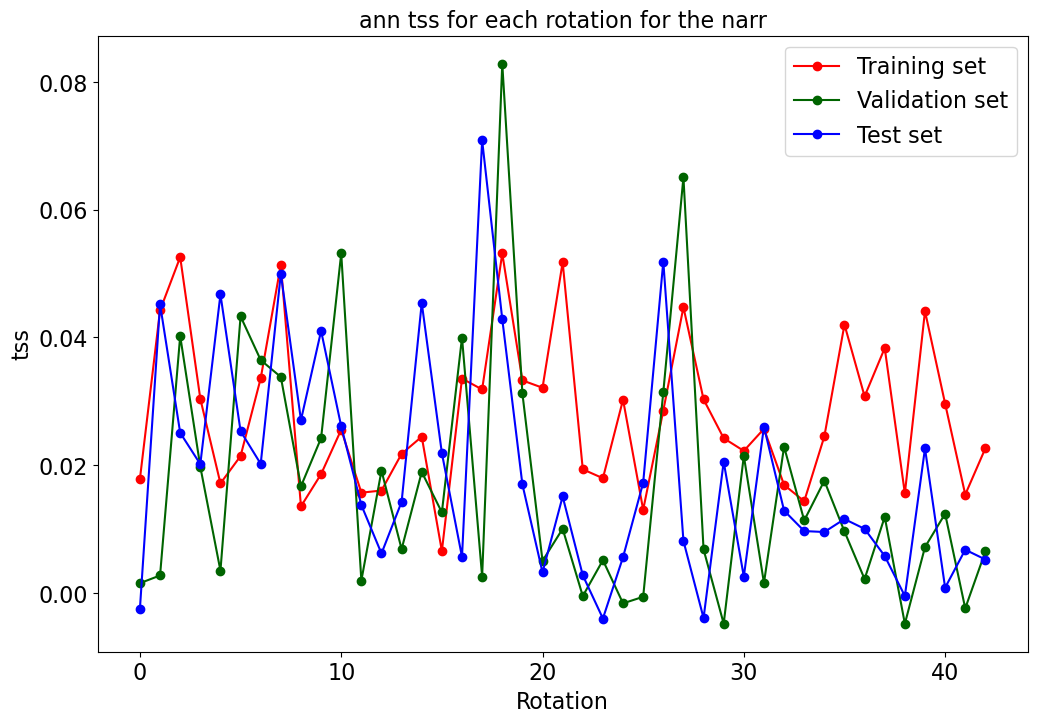 ann tss for each rotation for the narr
Training set
Validation set
Test set
tss
0.08
0.06
0.04
0.02
0.00
0
10
20
30
40
Rotation